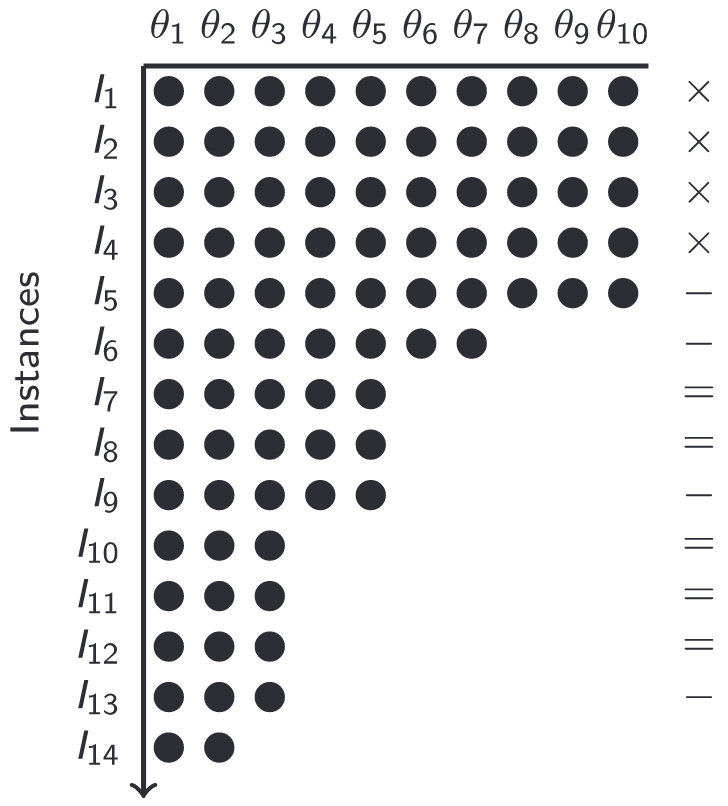 θ1 θ2 θ3 θ4 θ5 θ6 θ7 θ8 θ9 θ10
I1 ×
I2 ×
I3 ×
I4 ×
I5 −
I6 −
I7 =
I8 =
I9 −
I10 =
I11 =
I12 =
I13 −
I14
Instances